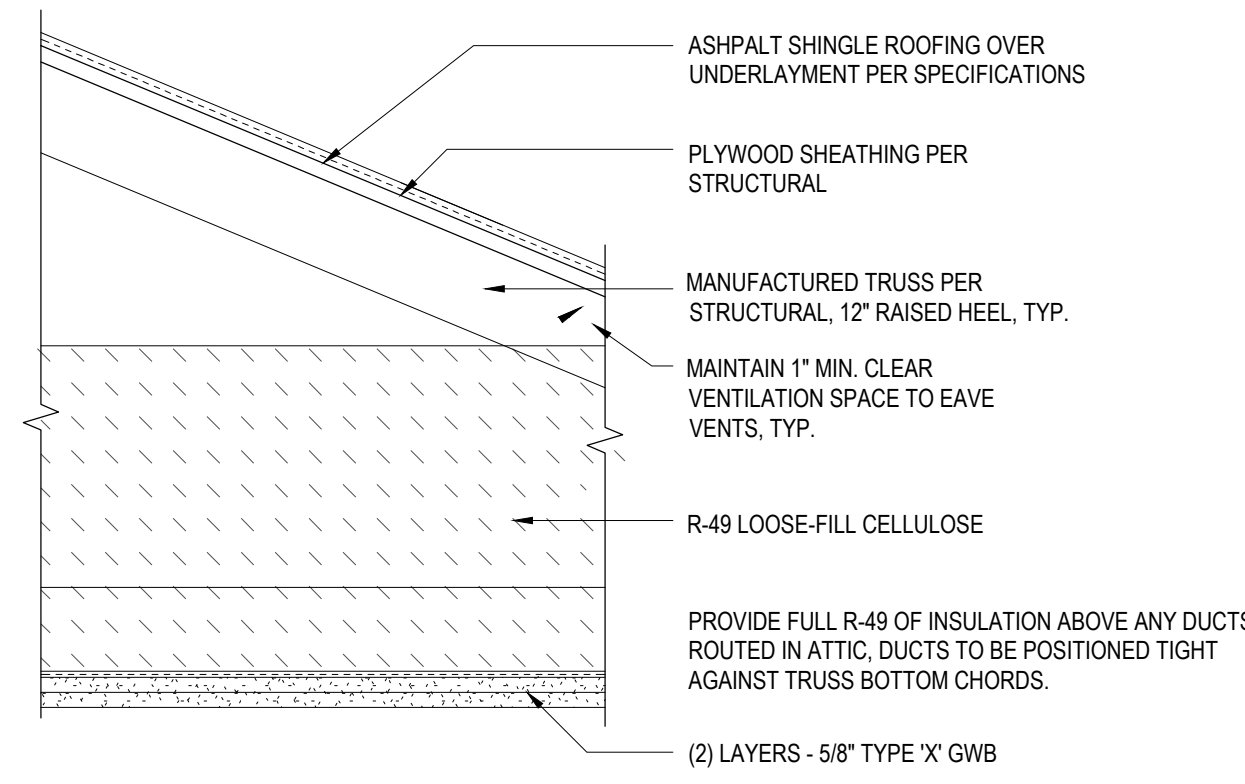 ASHPALT SHINGLE ROOFING OVER
UNDERLAYMENT PER SPECIFICATIONS
PLYWOOD SHEATHING PER
STRUCTURAL
MANUFACTURED TRUSS PER
STRUCTURAL, 12" RAISED HEEL, TYP.
MAINTAIN 1" MIN. CLEAR
VENTILATION SPACE TO EAVE
VENTS, TYP.
R-49 LOOSE-FILL CELLULOSE
PROVIDE FULL R-49 OF INSULATION ABOVE ANY DUCTS
ROUTED IN ATTIC, DUCTS TO BE POSITIONED TIGHT
AGAINST TRUSS BOTTOM CHORDS.
(2) LAYERS - 5/8" TYPE 'X' GWB